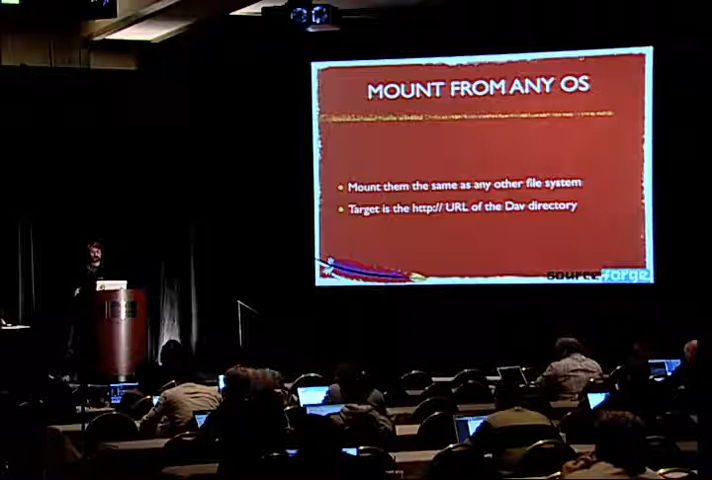 MOUNT FROM ANY OS
Mount them the same as any other file system
Target is the http:// URL of the Dav directory
sourceforge